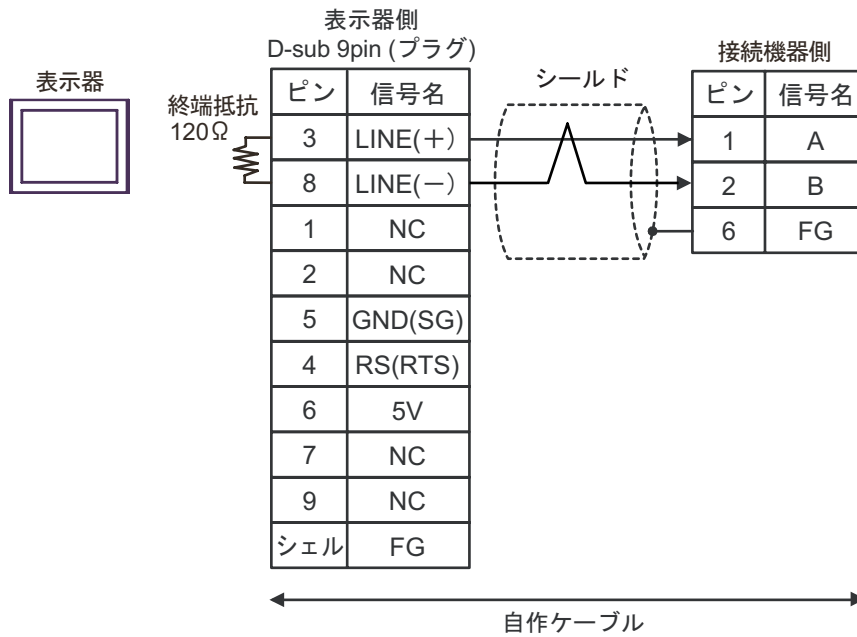 表示器側
D-sub 9pin (プラグ)
表示器
終端抵抗
120Ω
シールド
接続機器側
ピン 信号名
3 LINE(+)
8 LINE(−)
1 NC
2 NC
5 GND(SG)
4 RS(RTS)
6 5V
7 NC
9 NC
シェル FG
ピン 信号名
1 A
2 B
6 FG
自作ケーブル